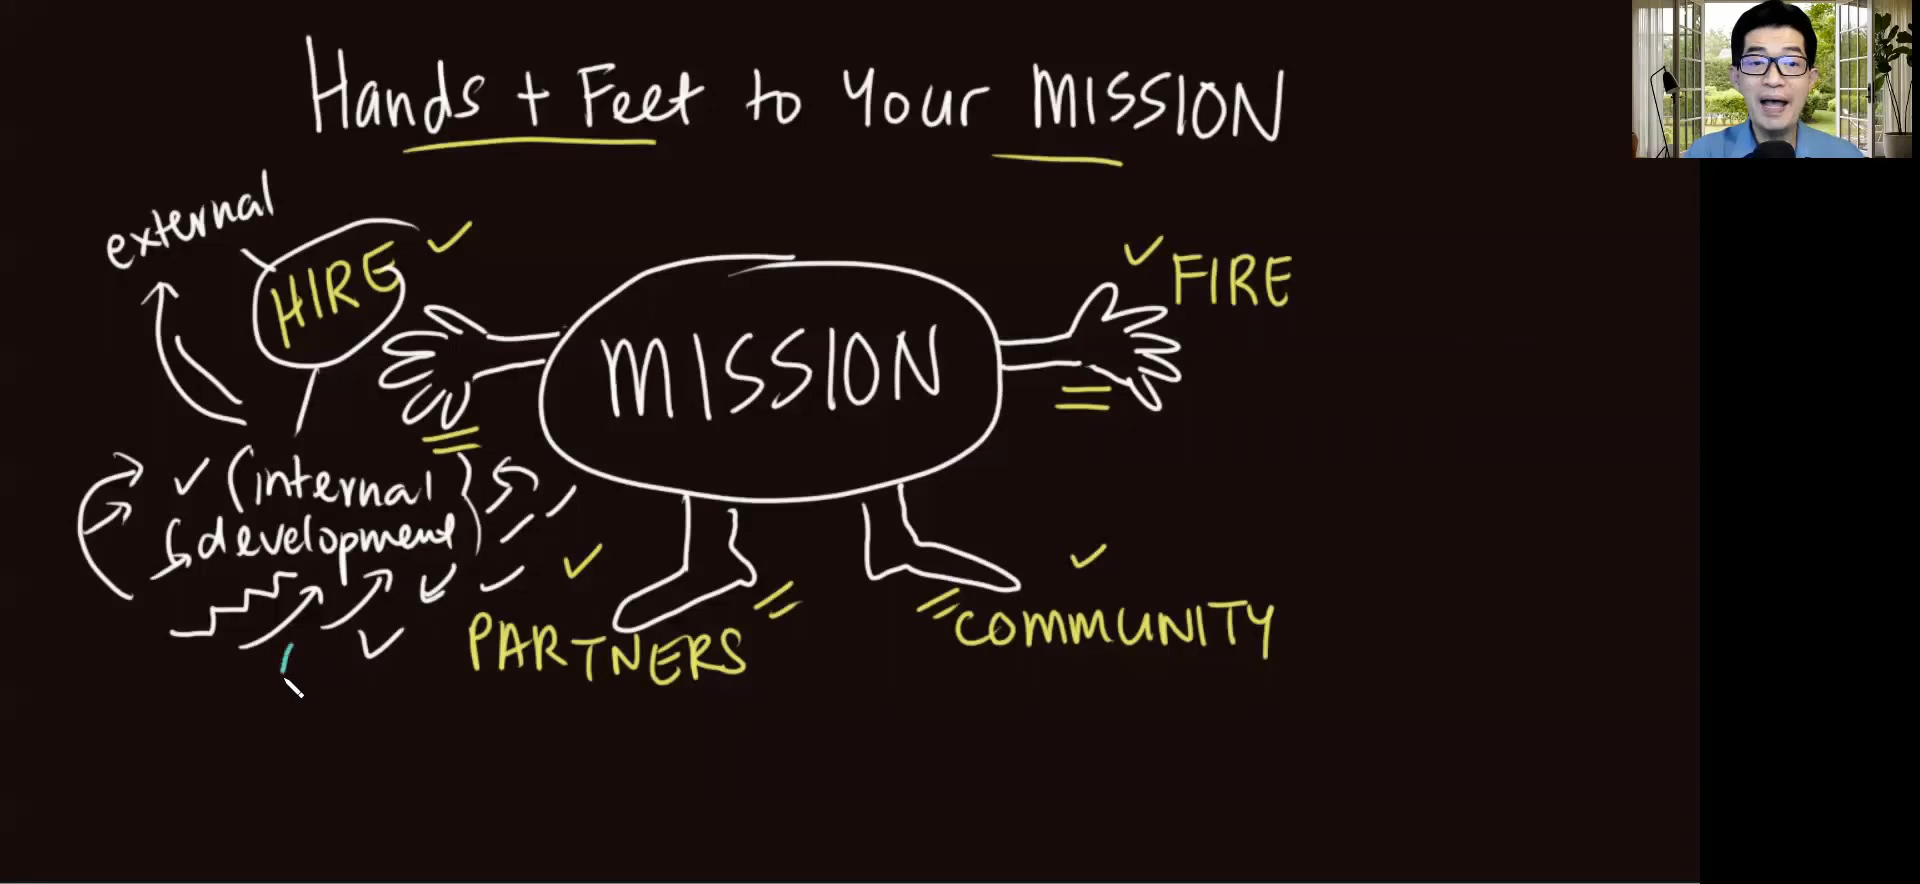 Hands + Feet to Your MISSION
external
HIRE
FIRE
MISSION
(internal
development
PARTNERS
COMMUNITY